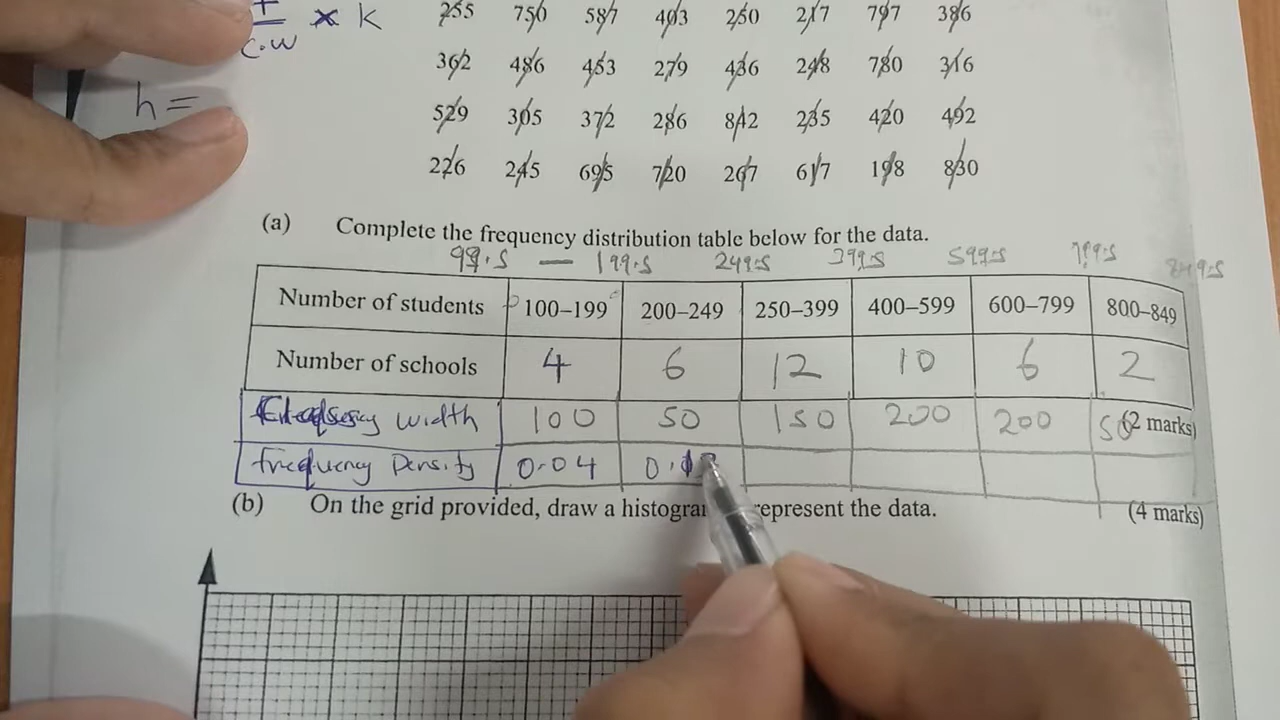 f/c.w × k
255 750 587 403 250 217 797 386
h =
362 486 453 279 436 248 780 316
529 305 372 286 842 235 420 492
226 245 695 720 267 617 198 830
(a) Complete the frequency distribution table below for the data.
99.5 — 199.5 249.5 399.5 599.5 799.5 849.5
Number of students 100–199 200–249 250–399 400–599 600–799 800–849
Number of schools 4 6 12 10 6 2
width 100 50 150 200 200 50 (2 marks)
frequency Density 0.04
(b) On the grid provided, draw a represent the data. (4 marks)